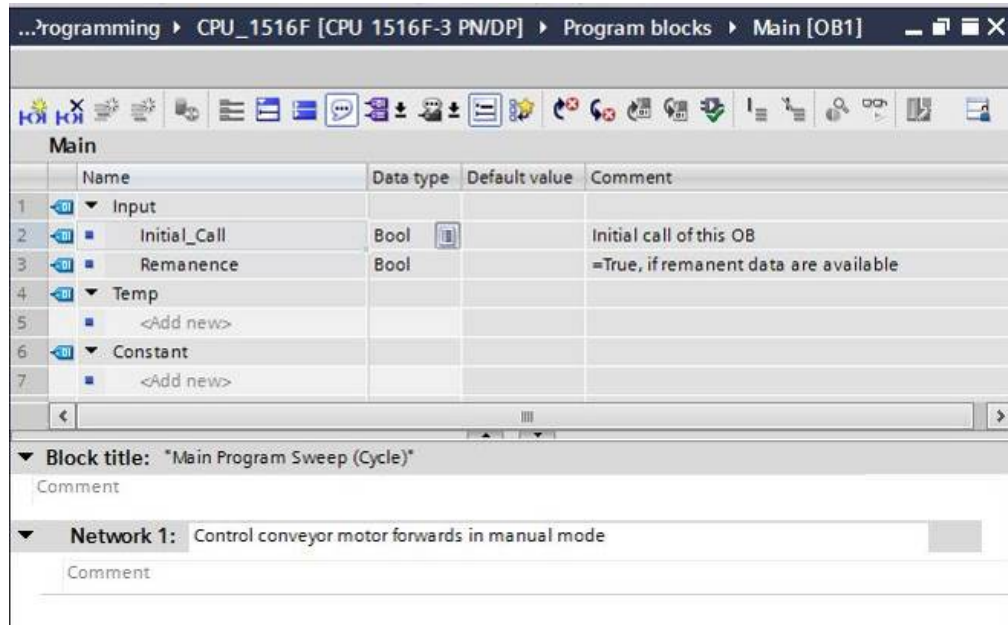 ...Programming ▸ CPU_1516F [CPU 1516F-3 PN/DP] ▸ Program blocks ▸ Main [OB1]
Main
Name Data type Default value Comment
1 Input
2 Initial_Call Bool Initial call of this OB
3 Remanence Bool =True, if remanent data are available
4 Temp
5 <Add new>
6 Constant
7 <Add new>
Block title: "Main Program Sweep (Cycle)"
Comment
Network 1: Control conveyor motor forwards in manual mode
Comment